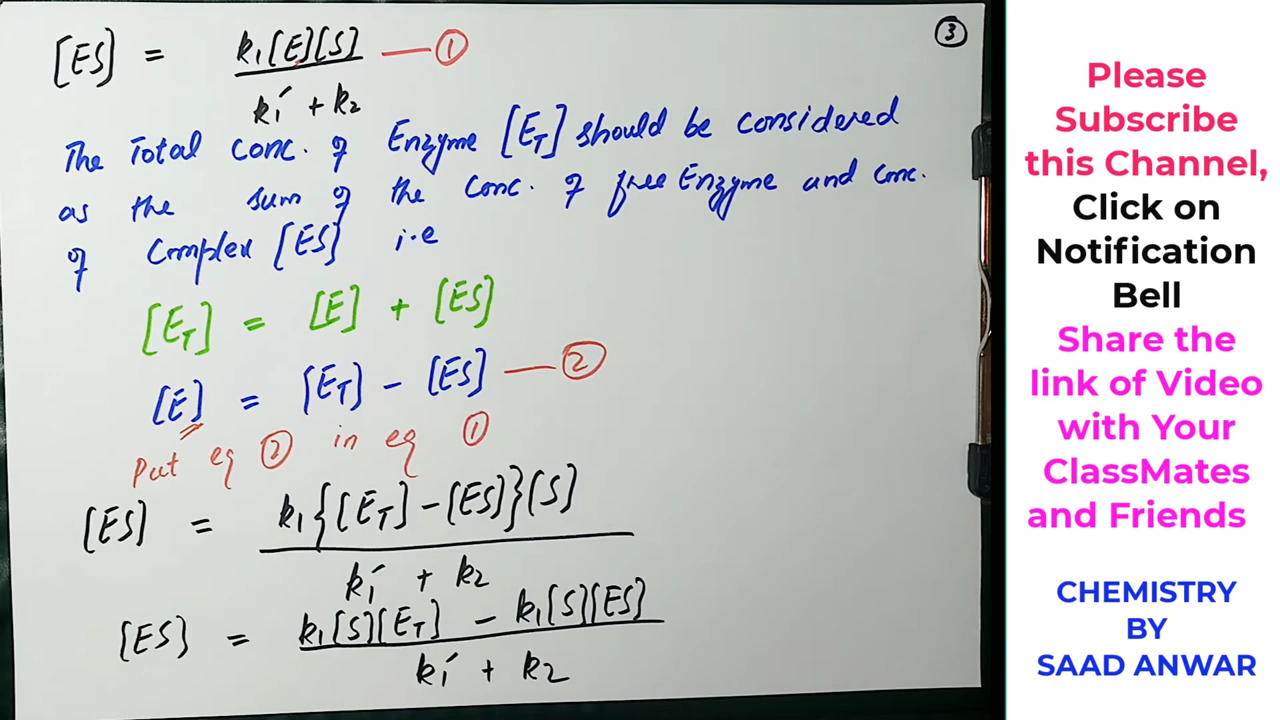 ③
[ES] = k₁[E][S] / k₁′ + k₂ —①
The Total Conc. of Enzyme [E_T] should be considered
as the sum of the conc. of free Enzyme and conc.
of Complex [ES] i.e
[E_T] = [E] + [ES]
[E] = [E_T] - [ES] —②
Put eq ② in eq ①
[ES] = k₁{[E_T] - [ES]}[S] / k₁′ + k₂
[ES] = k₁[S][E_T] - k₁[S][ES] / k₁′ + k₂
Please
Subscribe
this Channel,
Click on
Notification
Bell
Share the
link of Video
with Your
ClassMates
and Friends
CHEMISTRY
BY
SAAD ANWAR